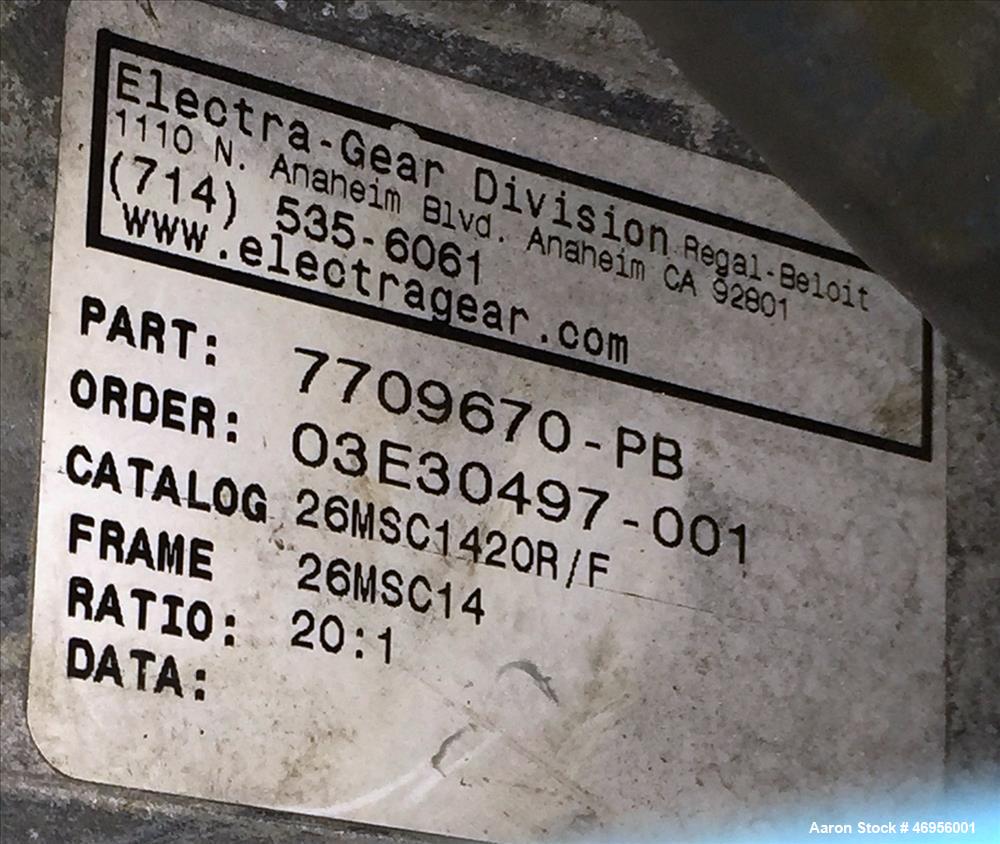 Electra-Gear Division Regal-Beloit
1110 N. Anaheim Blvd. Anaheim CA 92801
(714) 535-6061
www.electragear.com
PART: 7709670-PB
ORDER: 03E30497-001
CATALOG 26MSC1420R/F
FRAME 26MSC14
RATIO: 20:1
DATA:
Aaron Stock # 46956001